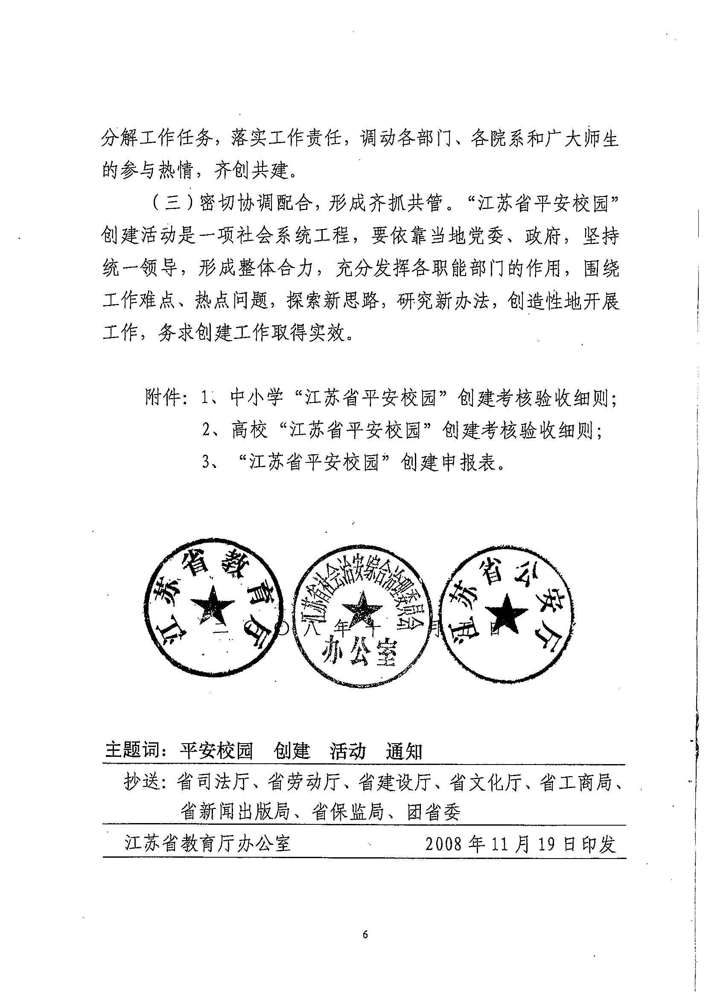 分解工作任务，落实工作责任，调动各部门、各院系和广大师生
的参与热情，齐创共建。
（三）密切协调配合，形成齐抓共管。“江苏省平安校园”
创建活动是一项社会系统工程，要依靠当地党委、政府，坚持
统一领导，形成整体合力，充分发挥各职能部门的作用，围绕
工作难点、热点问题，探索新思路，研究新办法，创造性地开展
工作，务求创建工作取得实效。
附件：1、中小学“江苏省平安校园”创建考核验收细则；
2、高校“江苏省平安校园”创建考核验收细则；
3、“江苏省平安校园”创建申报表。
江苏省教育厅
江苏省社会治安综合治理委员会
办公室
江苏省公安厅
二〇〇八年十月日
主题词：平安校园 创建 活动 通知
抄送：省司法厅、省劳动厅、省建设厅、省文化厅、省工商局、
省新闻出版局、省保监局、团省委
江苏省教育厅办公室 2008年11月19日印发
6